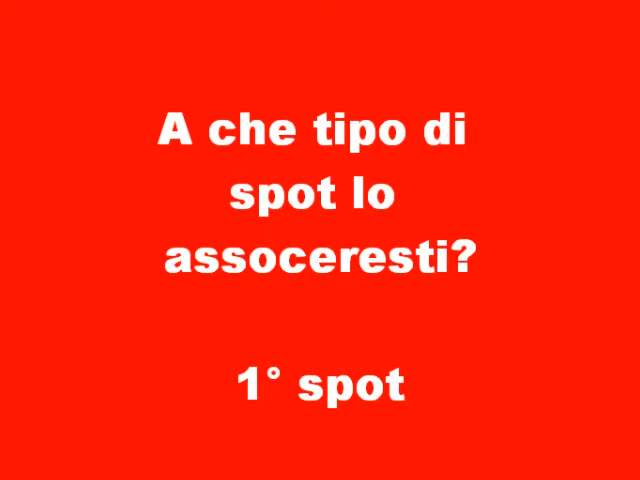 A che tipo di
spot lo
assoceresti?
1° spot